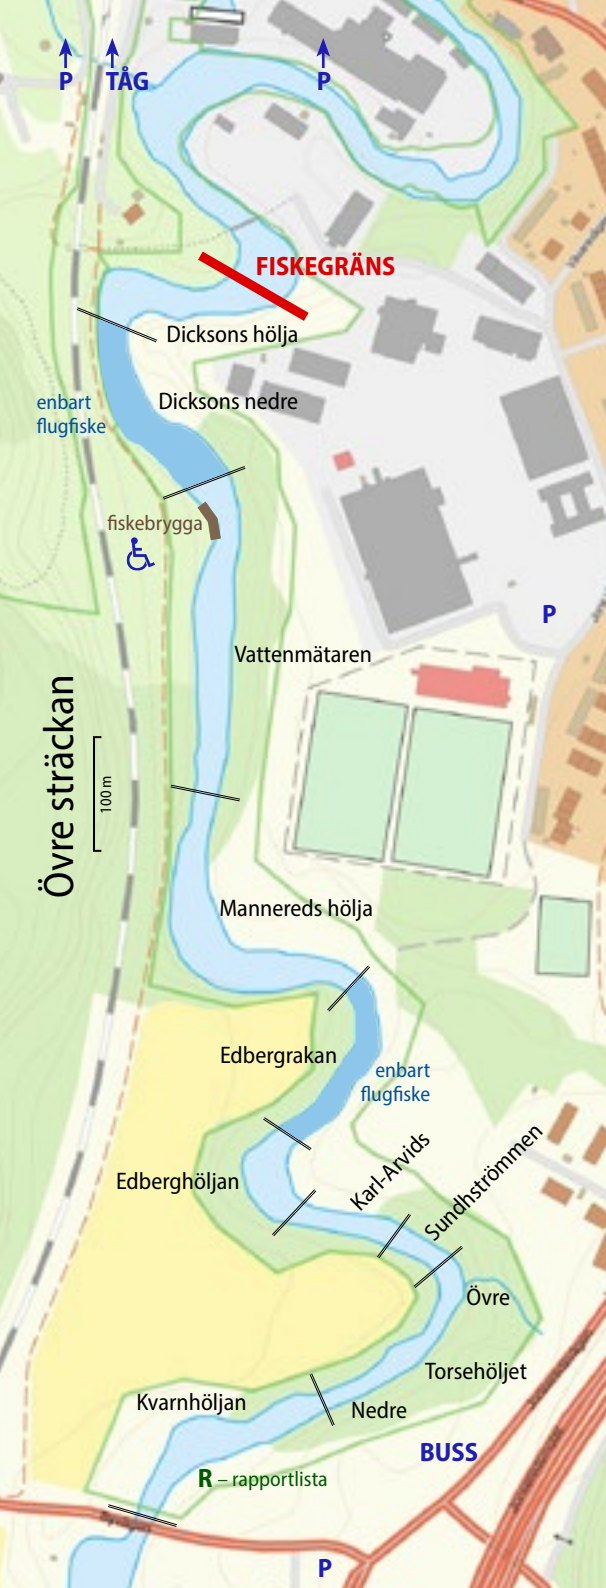 P
TÅG
P
FISKEGRÄNS
Dicksons hölja
enbart
flugfiske
Dicksons nedre
fiskebrygga
P
Vattenmätaren
Övre sträckan
100 m
Mannereds hölja
Edbergrakan
enbart
flugfiske
Edberghöljan
Karl-Arvids
Sundhströmmen
Övre
Torsehöljet
Kvarnhöljan
Nedre
BUSS
R – rapportlista
P